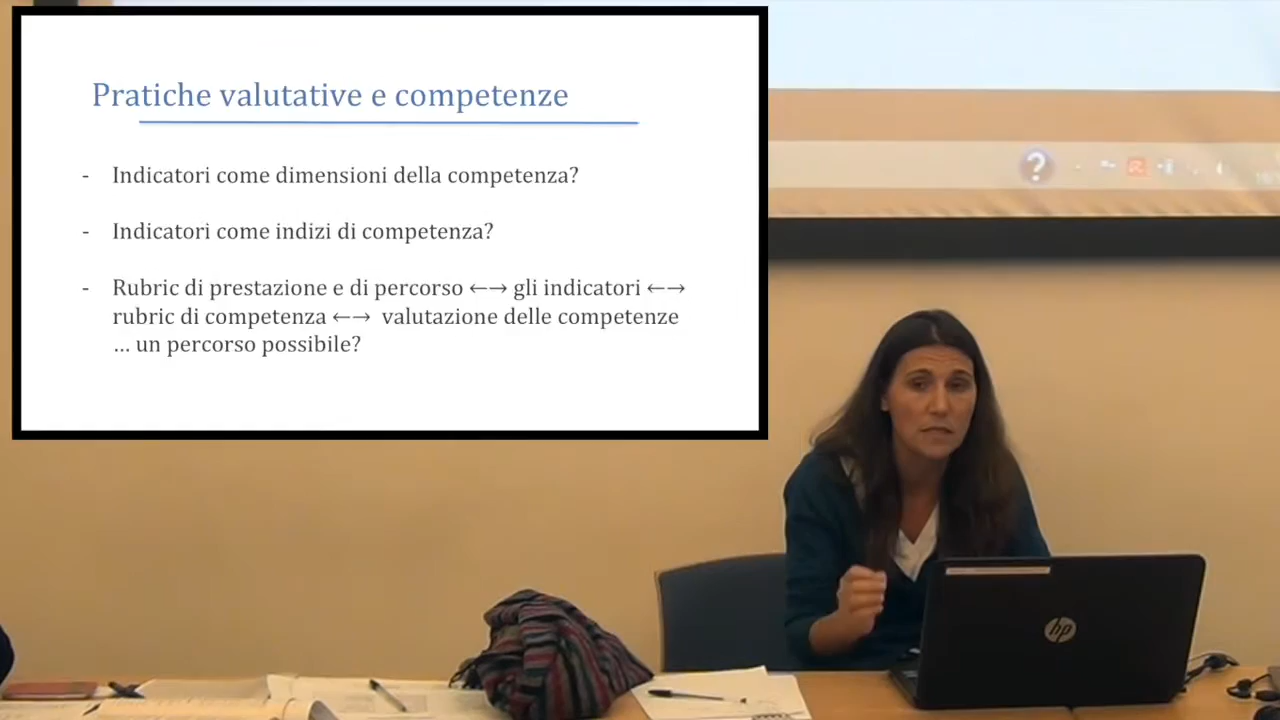 Pratiche valutative e competenze
- Indicatori come dimensioni della competenza?
- Indicatori come indizi di competenza?
- Rubric di prestazione e di percorso ←→ gli indicatori ←→
rubric di competenza ←→ valutazione delle competenze
... un percorso possibile?
?
hp